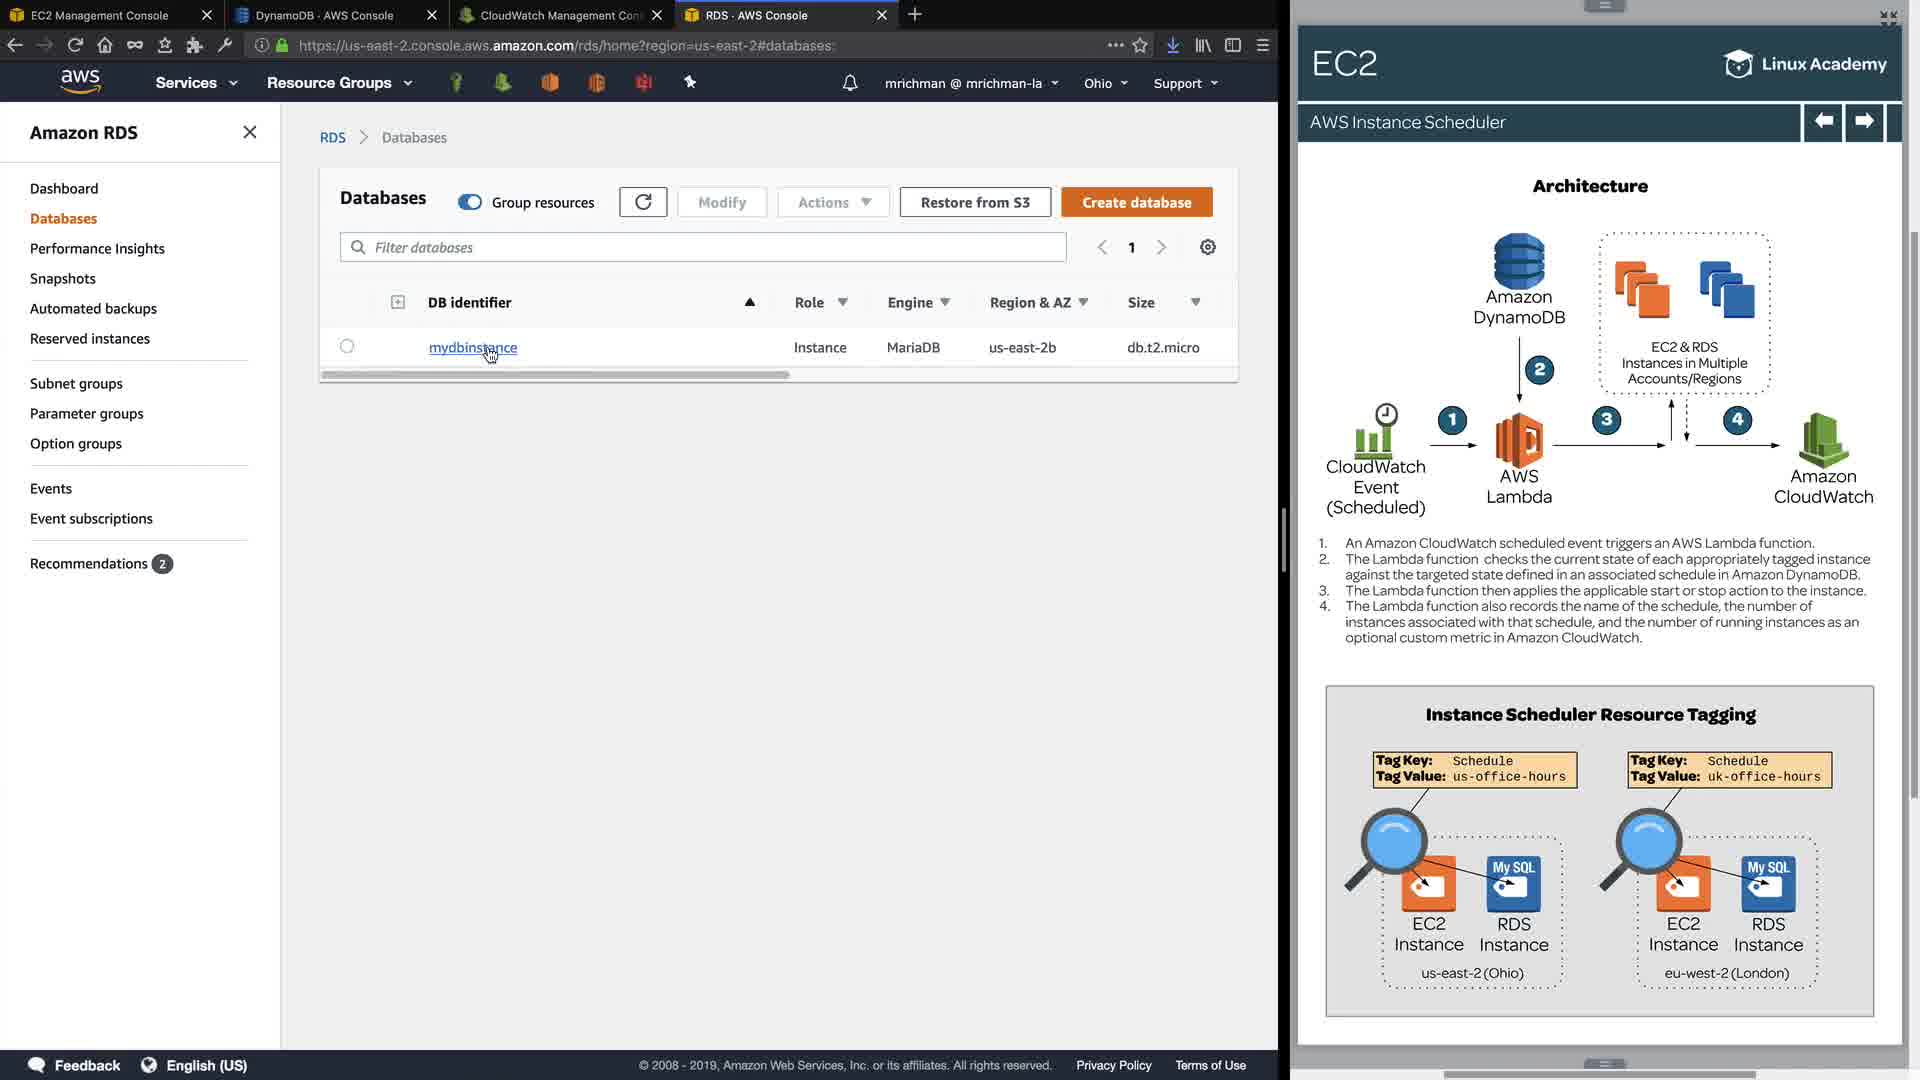 EC2 Management Console
DynamoDB · AWS Console
CloudWatch Management Con
RDS · AWS Console
https://us-east-2.console.aws.amazon.com/rds/home?region=us-east-2#databases:
aws
Services
Resource Groups
mrichman @ mrichman-la
Ohio
Support
Amazon RDS
Dashboard
Databases
Performance Insights
Snapshots
Automated backups
Reserved instances
Subnet groups
Parameter groups
Option groups
Events
Event subscriptions
Recommendations 2
RDS > Databases
Databases
Group resources
Modify
Actions
Restore from S3
Create database
Filter databases
1
DB identifier
Role
Engine
Region & AZ
Size
mydbinstance
Instance
MariaDB
us-east-2b
db.t2.micro
Feedback
English (US)
© 2008 - 2019, Amazon Web Services, Inc. or its affiliates. All rights reserved.
Privacy Policy
Terms of Use
EC2
Linux Academy
AWS Instance Scheduler
Architecture
Amazon
DynamoDB
EC2 & RDS
Instances in Multiple
Accounts/Regions
2
1
3
4
CloudWatch
Event
(Scheduled)
AWS
Lambda
Amazon
CloudWatch
1. An Amazon CloudWatch scheduled event triggers an AWS Lambda function.
2. The Lambda function checks the current state of each appropriately tagged instance
against the targeted state defined in an associated schedule in Amazon DynamoDB.
3. The Lambda function then applies the applicable start or stop action to the instance.
4. The Lambda function also records the name of the schedule, the number of
instances associated with that schedule, and the number of running instances as an
optional custom metric in Amazon CloudWatch.
Instance Scheduler Resource Tagging
Tag Key: Schedule
Tag Value: us-office-hours
Tag Key: Schedule
Tag Value: uk-office-hours
My SQL
My SQL
EC2
Instance
RDS
Instance
EC2
Instance
RDS
Instance
us-east-2 (Ohio)
eu-west-2 (London)